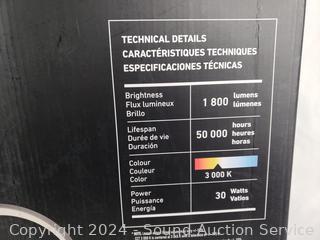 TECHNICAL DETAILS
CARACTÉRISTIQUES TECHNIQUES
ESPECIFICACIONES TÉCNICAS
Brightness
Flux lumineux
Brillo
1 800 lumens
lúmenes
Lifespan
Durée de vie
Duración
50 000 hours
heures
horas
Colour
Couleur
Color
3 000 K
Power
Puissance
Energía
30 Watts
Vatios
Copyright 2024 - Sound Auction Service